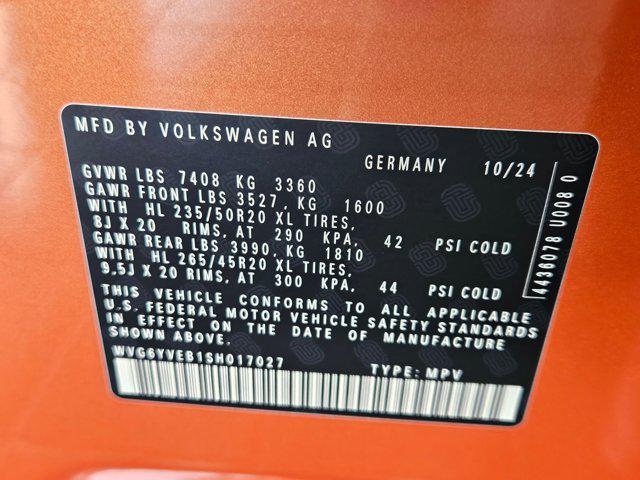 MFD BY VOLKSWAGEN AG
GERMANY 10/24
GVWR LBS 7408 KG 3360
GAWR FRONT LBS 3527, KG 1600
WITH HL 235/50R20 XL TIRES,
8J X 20 RIMS, AT 290 KPA, 42 PSI COLD
GAWR REAR LBS 3990, KG 1810
WITH HL 265/45R20 XL TIRES,
9.5J X 20 RIMS, AT 300 KPA, 44 PSI COLD
THIS VEHICLE CONFORMS TO ALL APPLICABLE
U.S. FEDERAL MOTOR VEHICLE SAFETY STANDARDS
IN EFFECT ON THE DATE OF MANUFACTURE
SHOWN ABOVE.
WVG6YVEB1SH017027 TYPE: MPV
4436078 U008 0